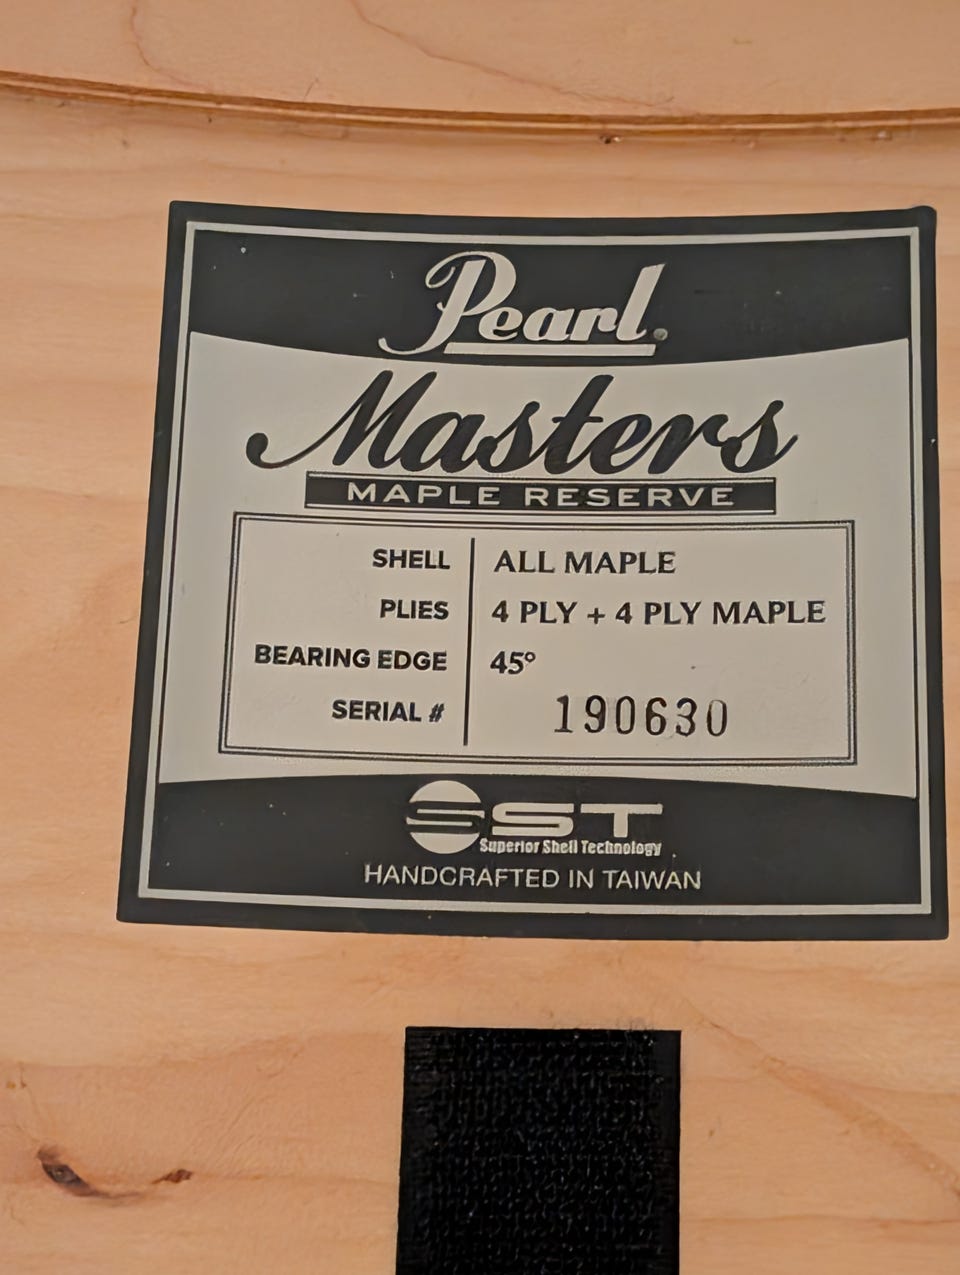 Pearl®
Masters
MAPLE RESERVE
SHELL ALL MAPLE
PLIES 4 PLY + 4 PLY MAPLE
BEARING EDGE 45°
SERIAL # 190630
SST
Superior Shell Technology
HANDCRAFTED IN TAIWAN